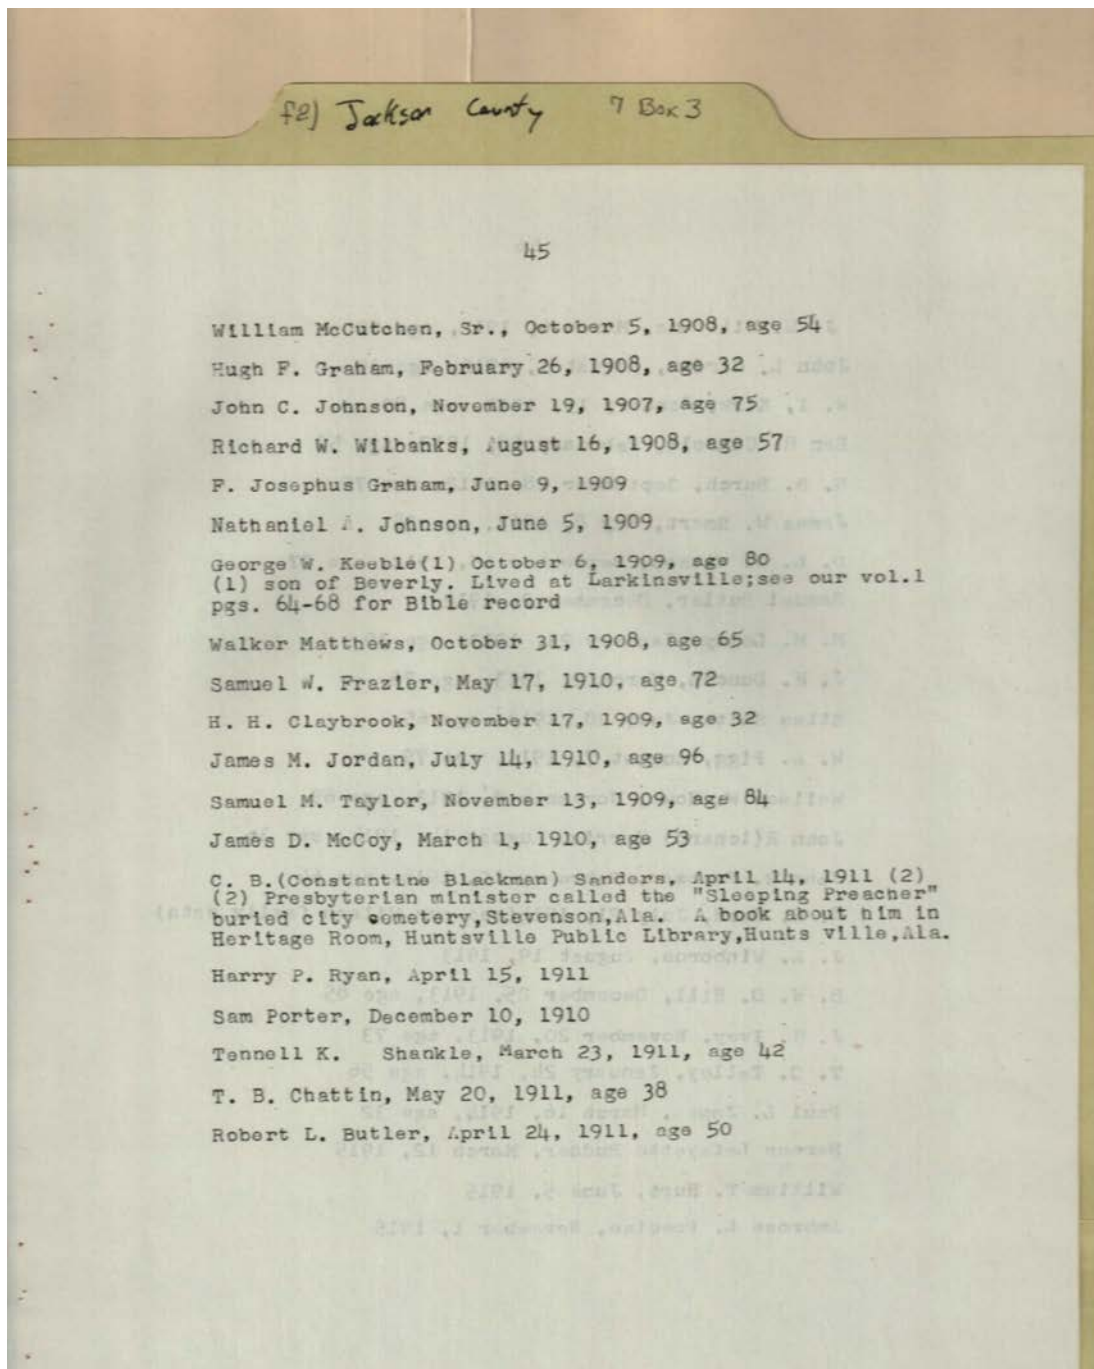 f2) Jackson County 7 Box 3
45
William McCutchen, Sr., October 5, 1908, age 54
Hugh F. Graham, February 26, 1908, age 32
John C. Johnson, November 19, 1907, age 75
Richard W. Wilbanks, August 16, 1908, age 57
F. Josephus Graham, June 9, 1909
Nathaniel A. Johnson, June 5, 1909
George W. Keeble(1) October 6, 1909, age 80
(1) son of Beverly. Lived at Larkinsville;see our vol.1
pgs. 64-68 for Bible record
Walker Matthews, October 31, 1908, age 65
Samuel W. Frazier, May 17, 1910, age 72
H. H. Claybrook, November 17, 1909, age 32
James M. Jordan, July 14, 1910, age 96
Samuel M. Taylor, November 13, 1909, age 84
James D. McCoy, March 1, 1910, age 53
C. B.(Constantine Blackman) Sanders, April 14, 1911 (2)
(2) Presbyterian minister called the "Sleeping Preacher"
buried city cemetery,Stevenson,Ala. A book about him in
Heritage Room, Huntsville Public Library,Hunts ville,Ala.
Harry P. Ryan, April 15, 1911
Sam Porter, December 10, 1910
Tennell K. Shankle, March 23, 1911, age 42
T. B. Chattin, May 20, 1911, age 38
Robert L. Butler, April 24, 1911, age 50